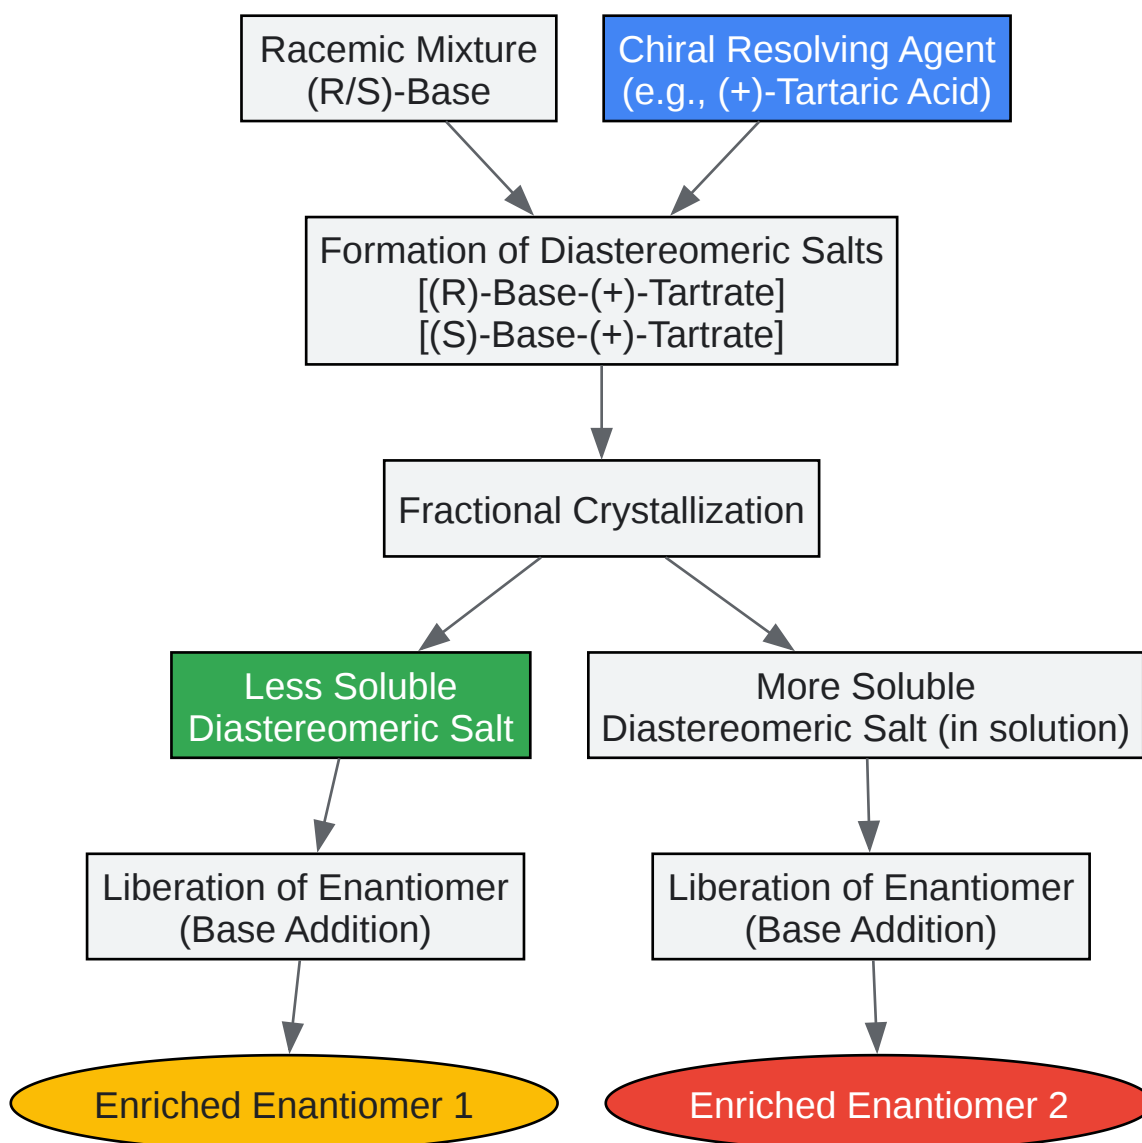 Racemic Mixture
(R/S)-Base
Chiral Resolving Agent
(e.g., (+)-Tartaric Acid)
Formation of Diastereomeric Salts
[(R)-Base-(+)-Tartrate]
[(S)-Base-(+)-Tartrate]
Fractional Crystallization
Less Soluble
Diastereomeric Salt
More Soluble
Diastereomeric Salt (in solution)
Liberation of Enantiomer
(Base Addition)
Liberation of Enantiomer
(Base Addition)
Enriched Enantiomer 1
Enriched Enantiomer 2